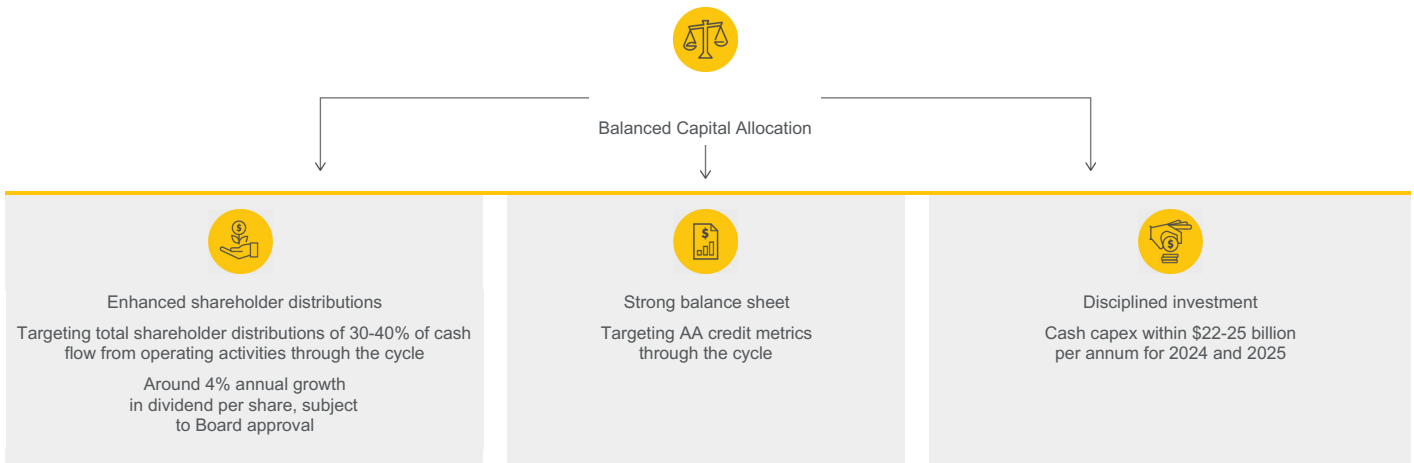 Balanced Capital Allocation
Enhanced shareholder distributions
Targeting total shareholder distributions of 30-40% of cash
flow from operating activities through the cycle
Around 4% annual growth
in dividend per share, subject
to Board approval
Strong balance sheet
Targeting AA credit metrics
through the cycle
Disciplined investment
Cash capex within $22-25 billion
per annum for 2024 and 2025